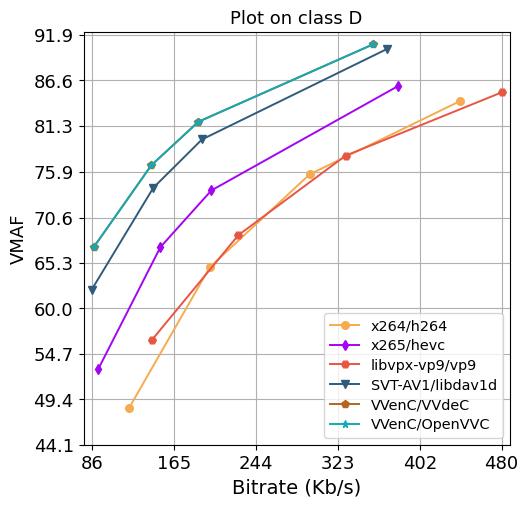 Plot on class D
VMAF
91.9
86.6
81.3
75.9
70.6
65.3
60.0
54.7
49.4
44.1
x264/h264
x265/hevc
libvpx-vp9/vp9
SVT-AV1/libdav1d
VVenC/VVdeC
VVenC/OpenVVC
86 165 244 323 402 480
Bitrate (Kb/s)